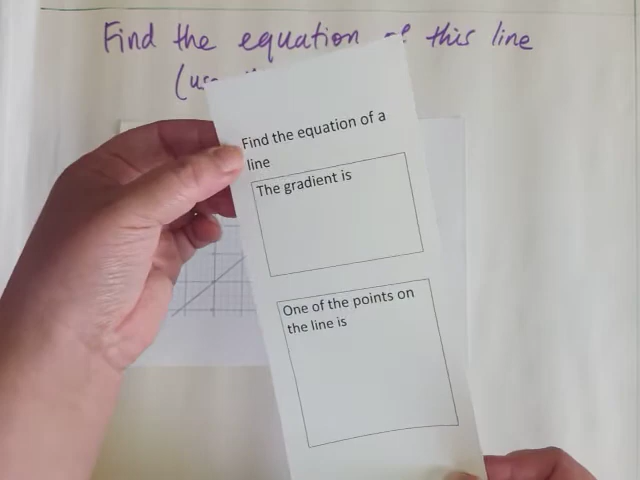 Find the equation of this line
Find the equation of a
line
The gradient is
One of the points on
the line is